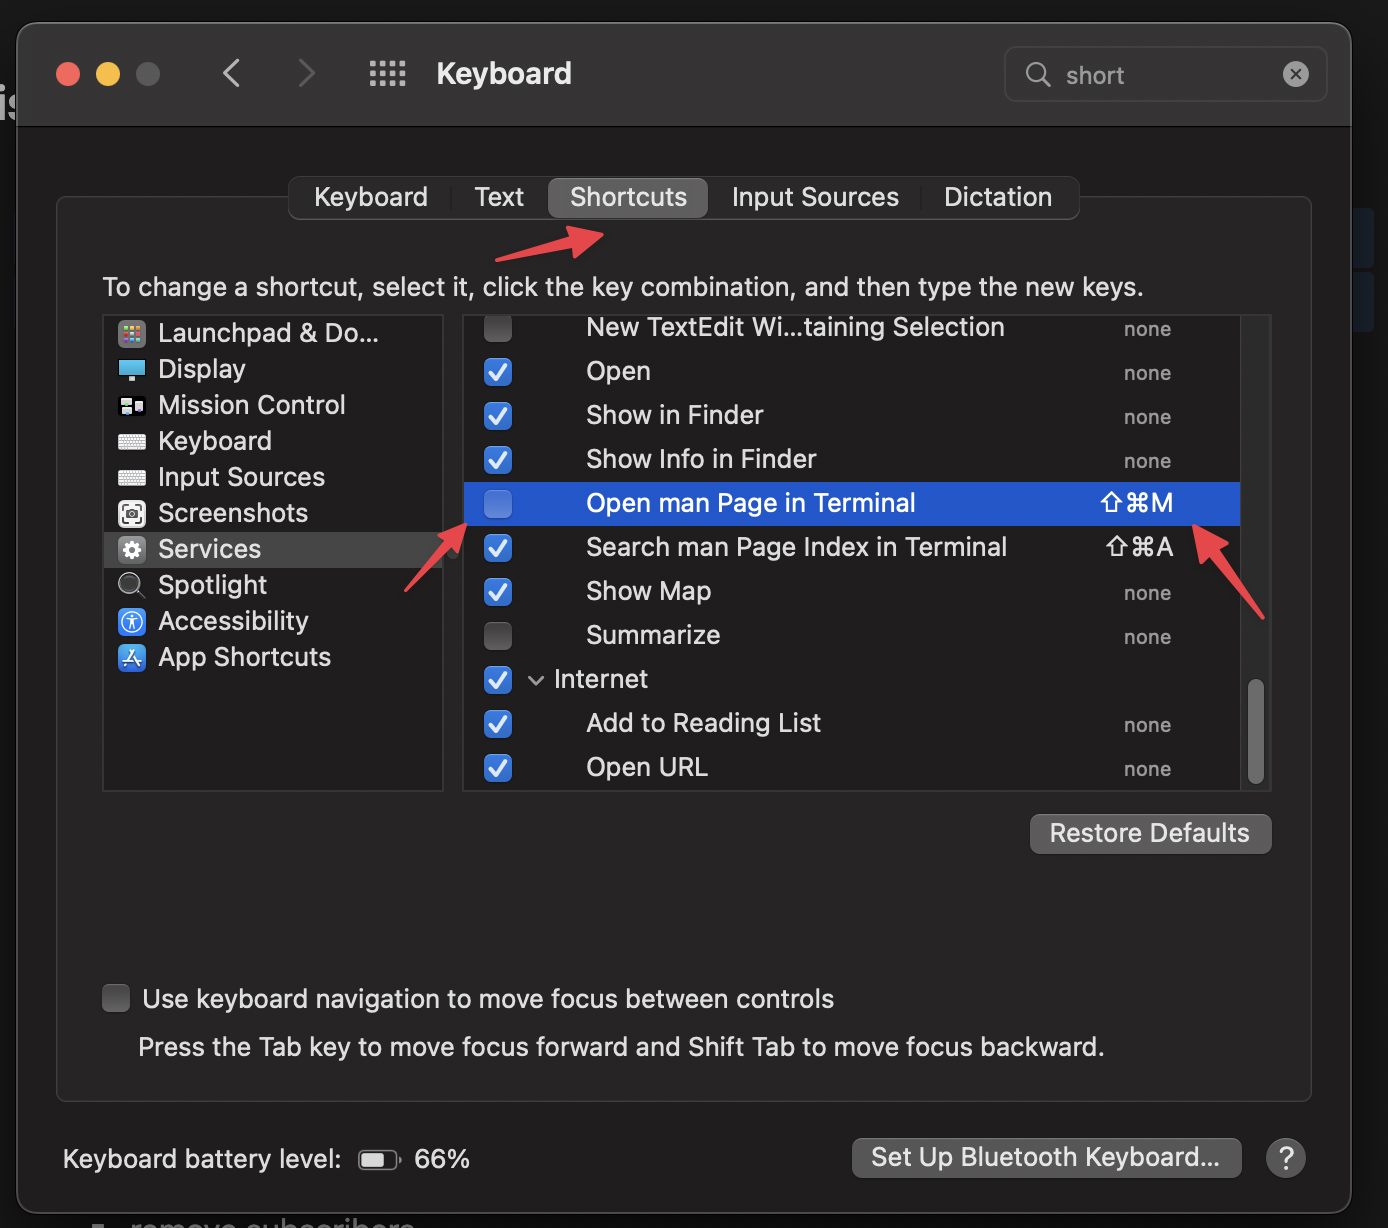 Keyboard
short
Keyboard Text Shortcuts Input Sources Dictation
To change a shortcut, select it, click the key combination, and then type the new keys.
Launchpad & Do...
Display
Mission Control
Keyboard
Input Sources
Screenshots
Services
Spotlight
Accessibility
App Shortcuts
New TextEdit Wi...taining Selection none
Open none
Show in Finder none
Show Info in Finder none
Open man Page in Terminal ⇧⌘M
Search man Page Index in Terminal ⇧⌘A
Show Map none
Summarize none
Internet
Add to Reading List none
Open URL none
Restore Defaults
Use keyboard navigation to move focus between controls
Press the Tab key to move focus forward and Shift Tab to move focus backward.
Keyboard battery level: 66%
Set Up Bluetooth Keyboard... ?
remove subscribers